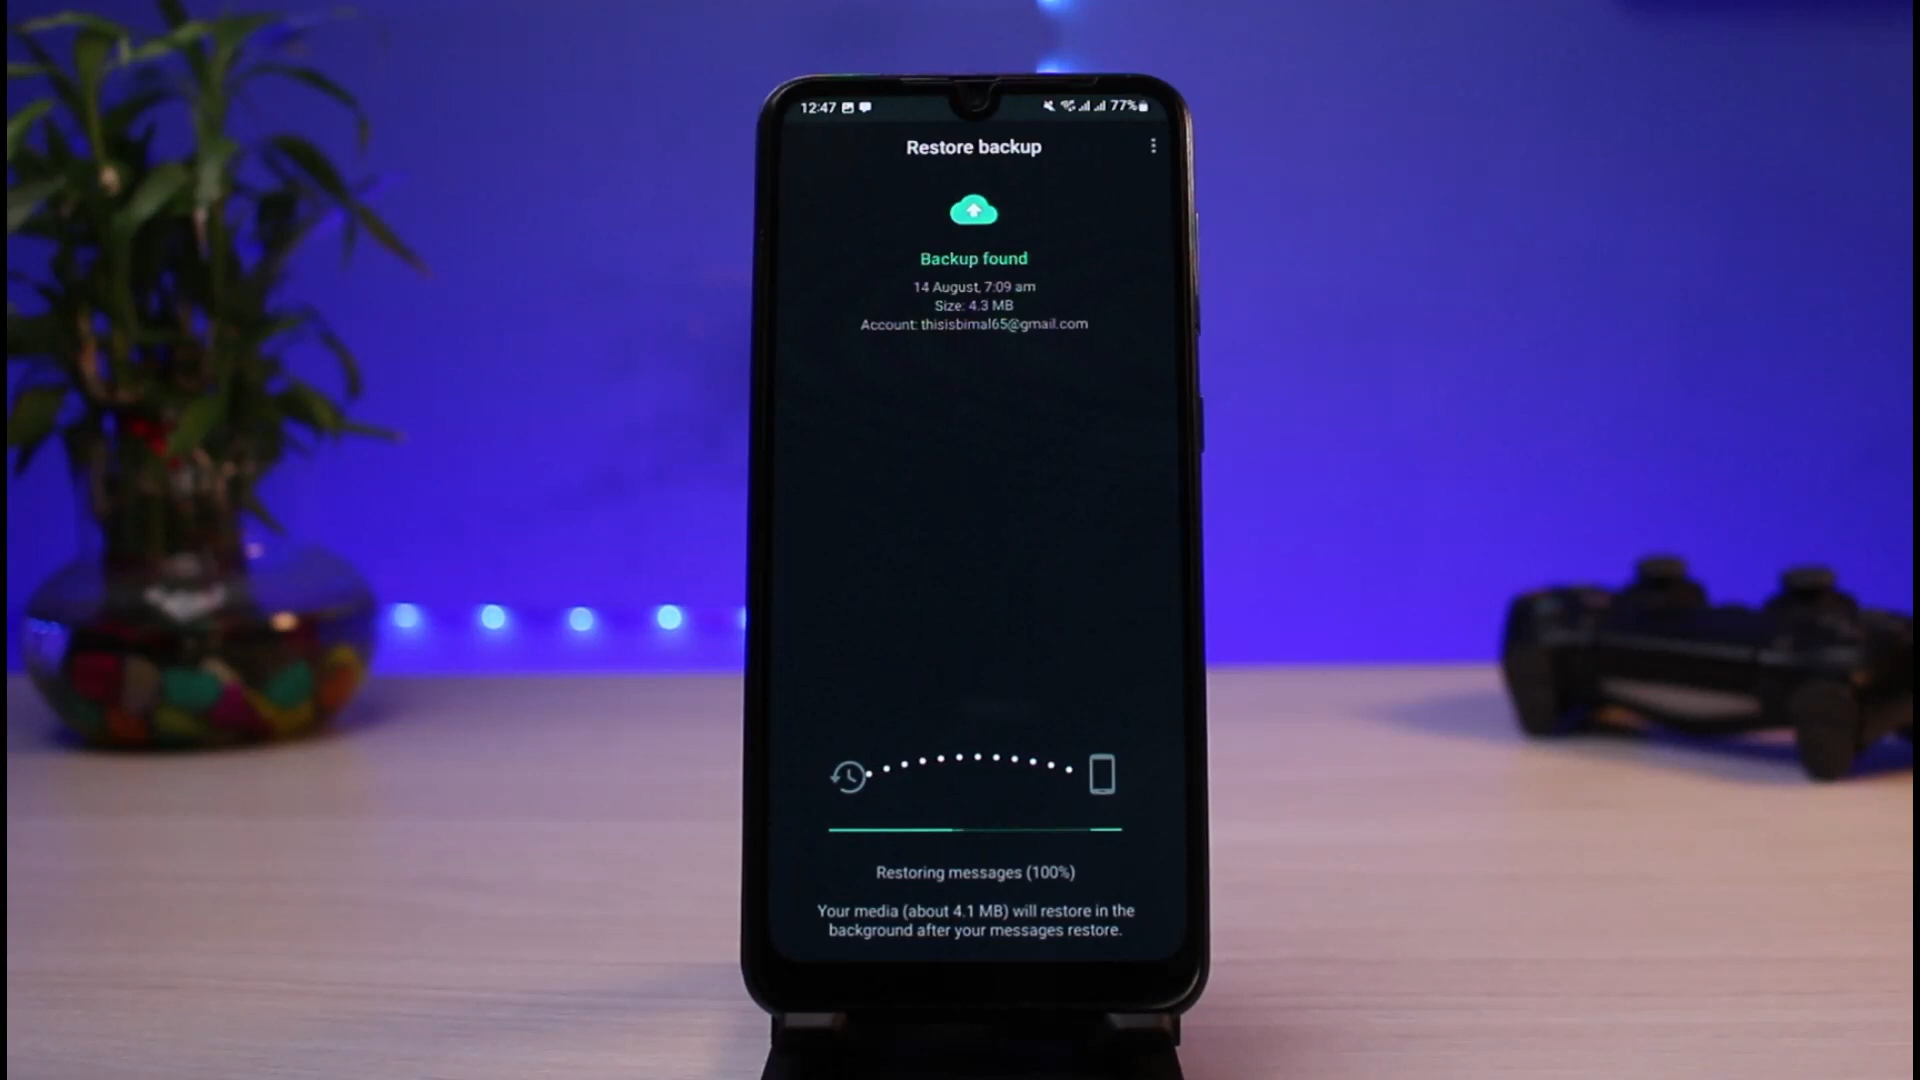 12:47 77%
Restore backup
Backup found
14 August, 7:09 am
Size: 4.3 MB
Account: thisisbimal65@gmail.com
Restoring messages (100%)
Your media (about 4.1 MB) will restore in the
background after your messages restore.